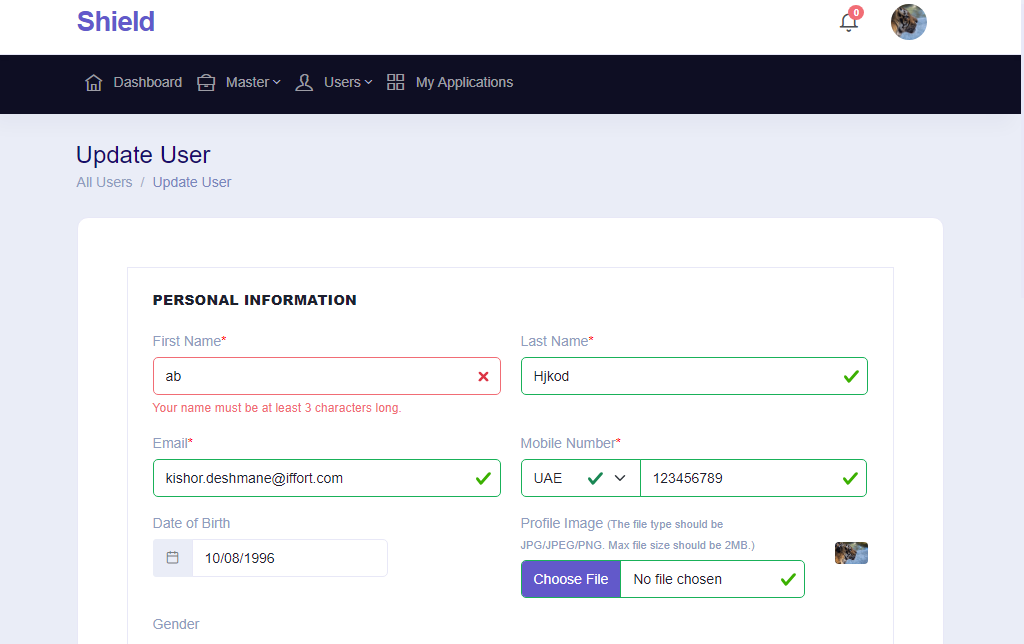 Shield
0
Dashboard Master Users My Applications
Update User
All Users / Update User
PERSONAL INFORMATION
First Name* Last Name*
ab Hjkod
Your name must be at least 3 characters long.
Email* Mobile Number*
kishor.deshmane@iffort.com UAE 123456789
Date of Birth Profile Image (The file type should be
JPG/JPEG/PNG. Max file size should be 2MB.)
10/08/1996 Choose File No file chosen
Gender